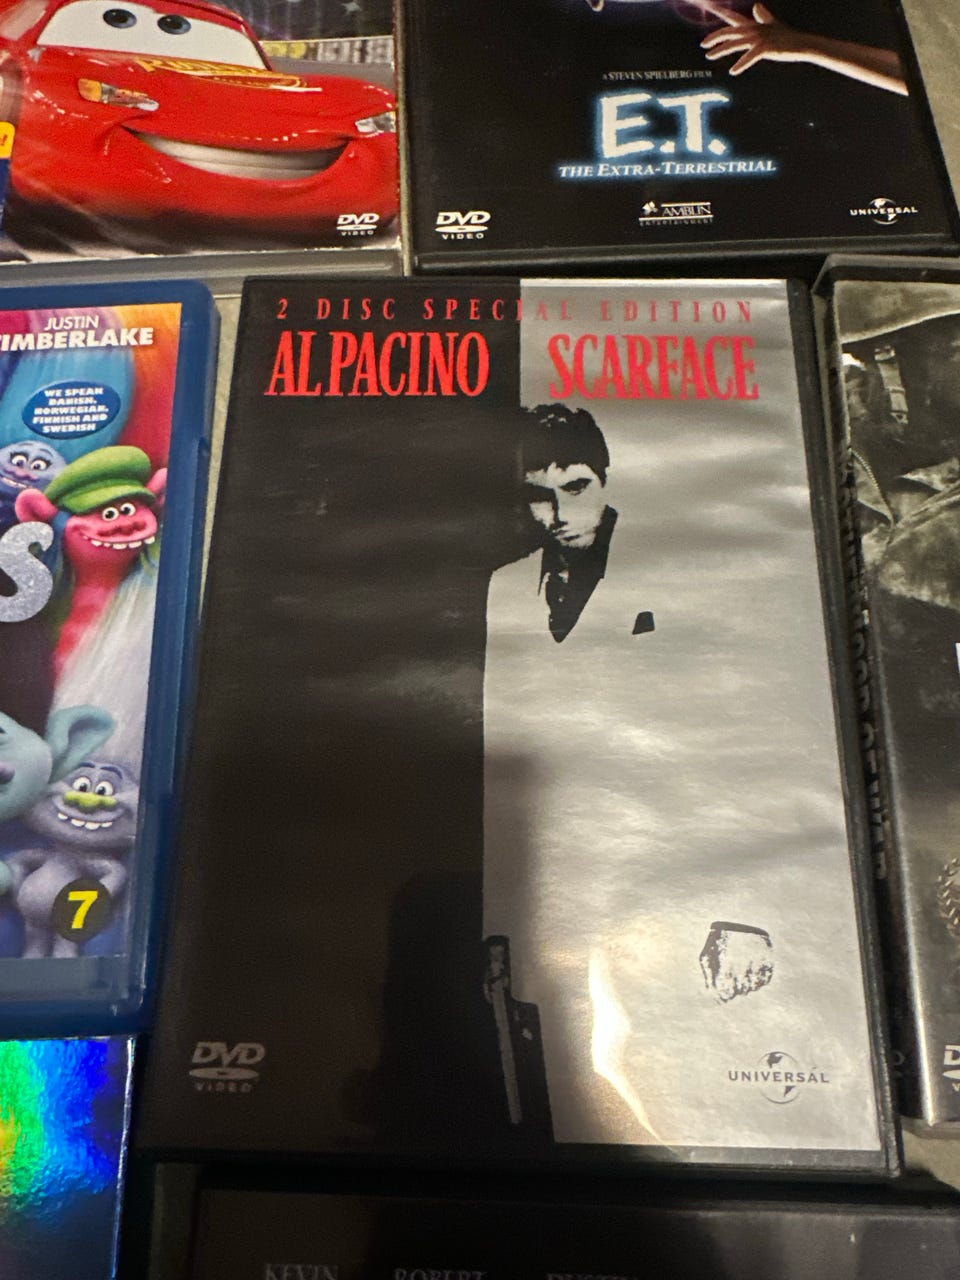 DVD
VIDEO
A STEVEN SPIELBERG FILM
E.T.
THE EXTRA-TERRESTRIAL
DVD
VIDEO
AMBLIN
ENTERTAINMENT
UNIVERSAL
JUSTIN
TIMBERLAKE
WE SPEAK
DANISH,
NORWEGIAN,
FINNISH AND
SWEDISH
S
7
2 DISC SPECIAL EDITION
AL PACINO SCARFACE
DVD
VIDEO
UNIVERSAL
KEVIN ROBERT DUSTIN